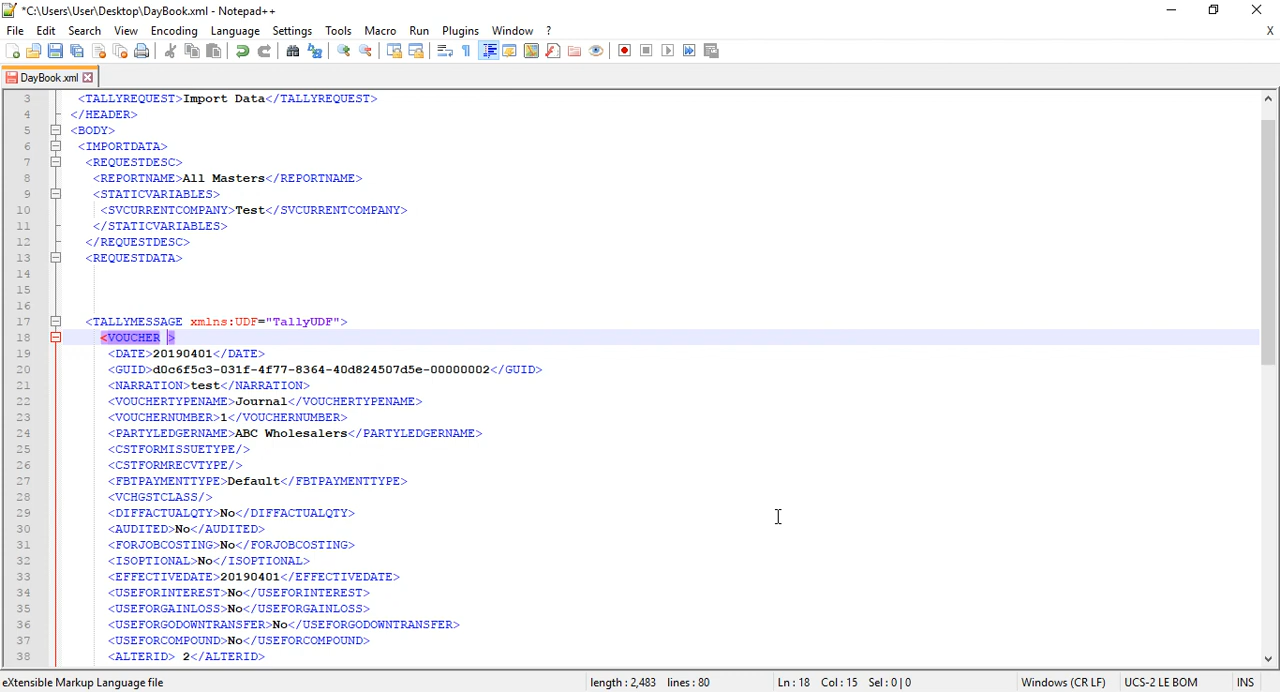 *C:\Users\User\Desktop\DayBook.xml - Notepad++
File Edit Search View Encoding Language Settings Tools Macro Run Plugins Window ? X
DayBook.xml
3 <TALLYREQUEST>Import Data</TALLYREQUEST>
4 </HEADER>
5 <BODY>
6 <IMPORTDATA>
7 <REQUESTDESC>
8 <REPORTNAME>All Masters</REPORTNAME>
9 <STATICVARIABLES>
10 <SVCURRENTCOMPANY>Test</SVCURRENTCOMPANY>
11 </STATICVARIABLES>
12 </REQUESTDESC>
13 <REQUESTDATA>
14
15
16
17 <TALLYMESSAGE xmlns:UDF="TallyUDF">
18 <VOUCHER >
19 <DATE>20190401</DATE>
20 <GUID>d0c6f5c3-031f-4f77-8364-40d824507d5e-00000002</GUID>
21 <NARRATION>test</NARRATION>
22 <VOUCHERTYPENAME>Journal</VOUCHERTYPENAME>
23 <VOUCHERNUMBER>1</VOUCHERNUMBER>
24 <PARTYLEDGERNAME>ABC Wholesalers</PARTYLEDGERNAME>
25 <CSTFORMISSUETYPE/>
26 <CSTFORMRECVTYPE/>
27 <FBTPAYMENTTYPE>Default</FBTPAYMENTTYPE>
28 <VCHGSTCLASS/>
29 <DIFFACTUALQTY>No</DIFFACTUALQTY>
30 <AUDITED>No</AUDITED>
31 <FORJOBCOSTING>No</FORJOBCOSTING>
32 <ISOPTIONAL>No</ISOPTIONAL>
33 <EFFECTIVEDATE>20190401</EFFECTIVEDATE>
34 <USEFORINTEREST>No</USEFORINTEREST>
35 <USEFORGAINLOSS>No</USEFORGAINLOSS>
36 <USEFORGODOWNTRANSFER>No</USEFORGODOWNTRANSFER>
37 <USEFORCOMPOUND>No</USEFORCOMPOUND>
38 <ALTERID> 2</ALTERID>
eXtensible Markup Language file length : 2,483 lines : 80 Ln : 18 Col : 15 Sel : 0 | 0 Windows (CR LF) UCS-2 LE BOM INS